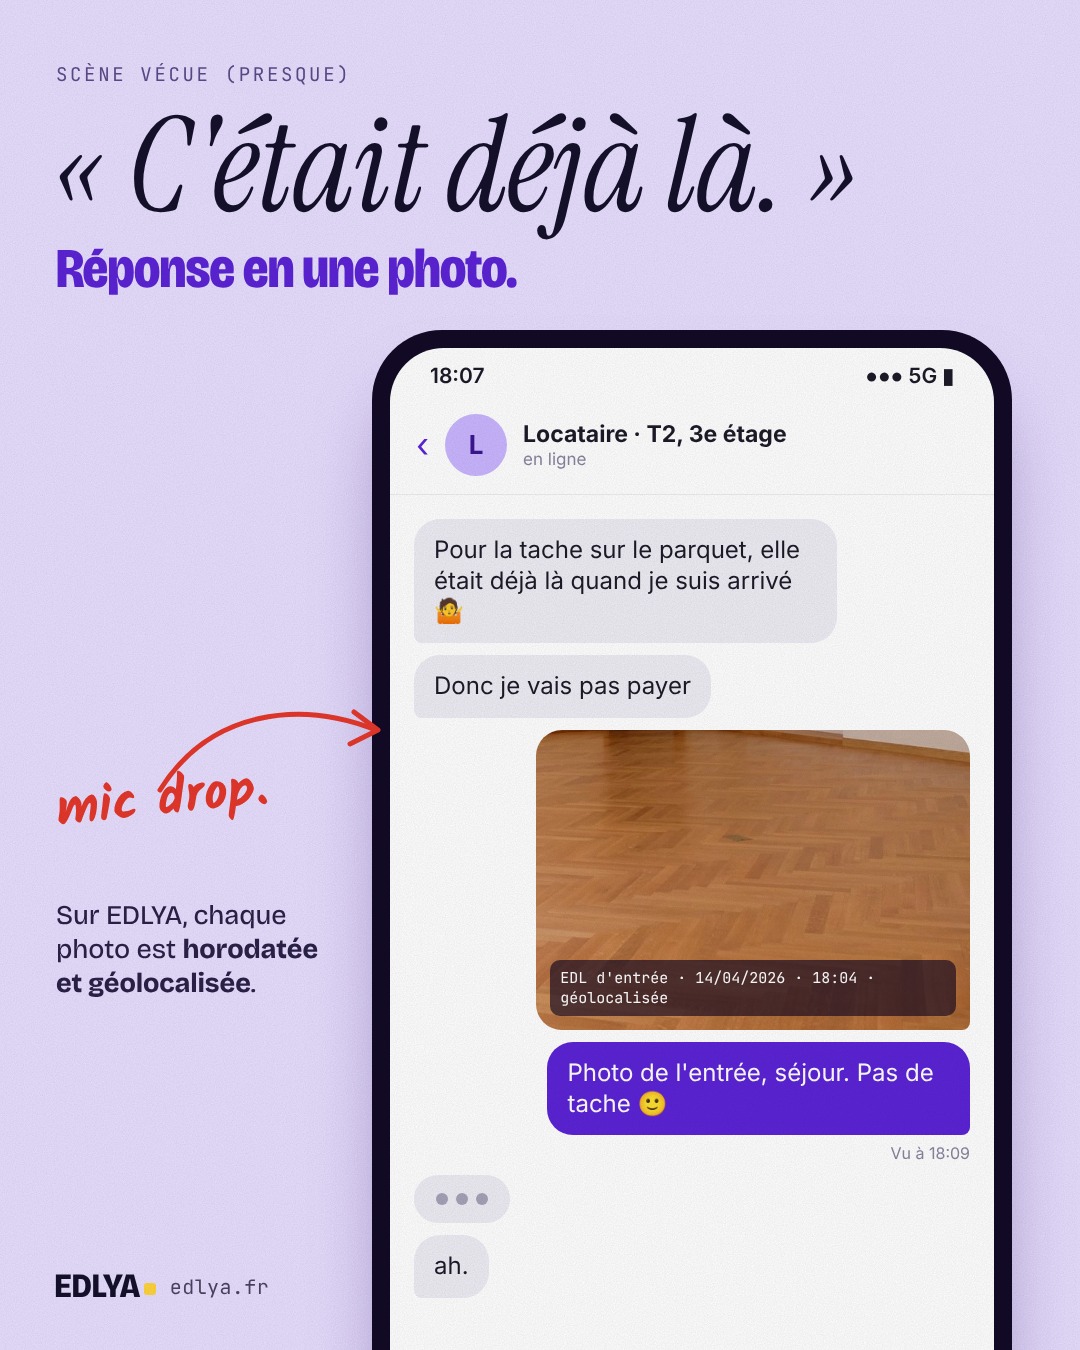 SCÈNE VÉCUE (PRESQUE)
« C'était déjà là. »
Réponse en une photo.
18:07
●●● 5G ▮
‹
L
Locataire · T2, 3e étage
en ligne
Pour la tache sur le parquet, elle
était déjà là quand je suis arrivé
🤷
Donc je vais pas payer
mic drop.
EDL d'entrée · 14/04/2026 · 18:04 ·
géolocalisée
Sur EDLYA, chaque
photo est horodatée
et géolocalisée.
Photo de l'entrée, séjour. Pas de
tache 🙂
Vu à 18:09
ah.
EDLYA
edlya.fr